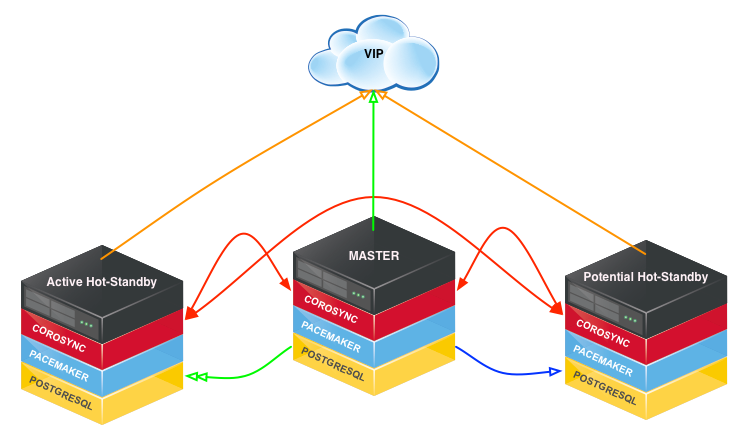 VIP
Active Hot-Standby
COROSYNC
PACEMAKER
POSTGRESQL
MASTER
COROSYNC
PACEMAKER
POSTGRESQL
Potential Hot-Standby
COROSYNC
PACEMAKER
POSTGRESQL